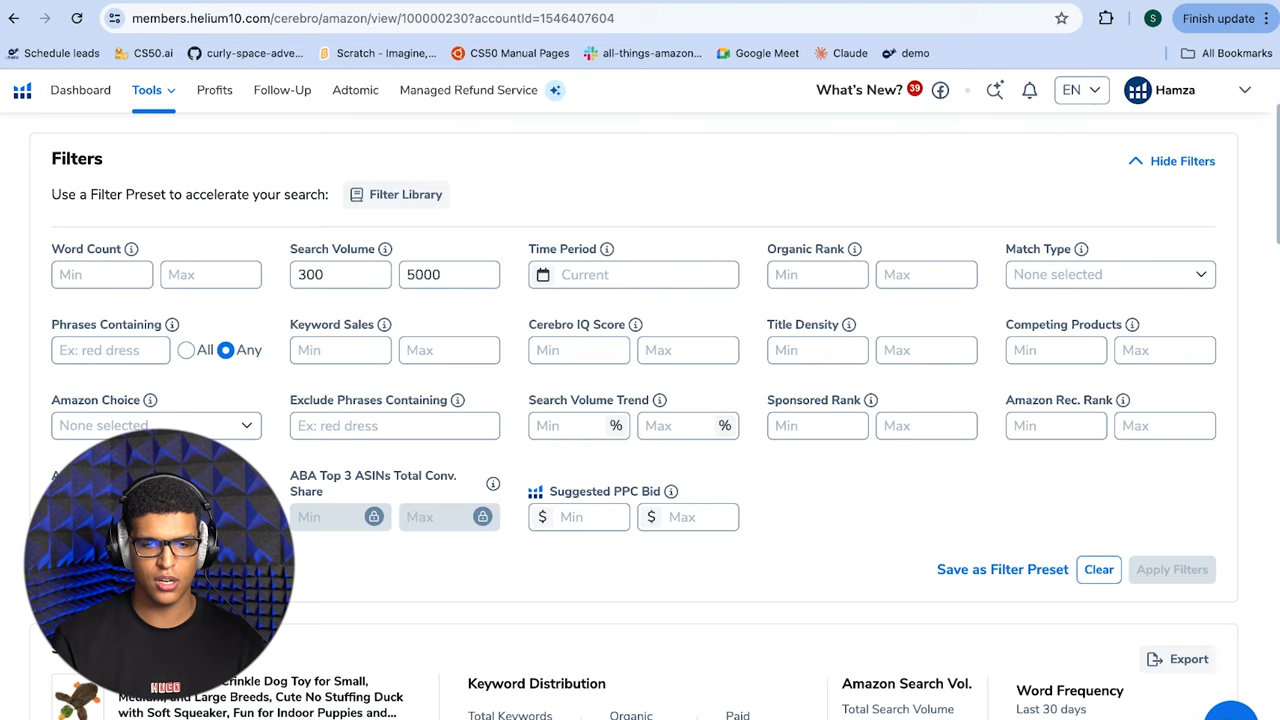 members.helium10.com/cerebro/amazon/view/100000230?accountId=1546407604
S
Finish update
Schedule leads
CS50.ai
curly-space-adve...
Scratch - Imagine,...
CS50 Manual Pages
all-things-amazon...
Google Meet
Claude
demo
All Bookmarks
Dashboard
Tools
Profits
Follow-Up
Adtomic
Managed Refund Service
What's New?
39
EN
Hamza
Filters
Hide Filters
Use a Filter Preset to accelerate your search:
Filter Library
Word Count
Search Volume
Time Period
Organic Rank
Match Type
Min
Max
300
5000
Current
Min
Max
None selected
Phrases Containing
Keyword Sales
Cerebro IQ Score
Title Density
Competing Products
Ex: red dress
All
Any
Min
Max
Min
Max
Min
Max
Min
Max
Amazon Choice
Exclude Phrases Containing
Search Volume Trend
Sponsored Rank
Amazon Rec. Rank
None selected
Ex: red dress
Min
%
Max
%
Min
Max
Min
Max
ABA Top 3 ASINs Total Conv.
Share
Suggested PPC Bid
Min
Max
$
Min
$
Max
Save as Filter Preset
Clear
Apply Filters
Export
Crinkle Dog Toy for Small,
Medium, and Large Breeds, Cute No Stuffing Duck
with Soft Squeaker, Fun for Indoor Puppies and...
Keyword Distribution
Total Keywords
Organic
Paid
Amazon Search Vol.
Total Search Volume
Word Frequency
Last 30 days